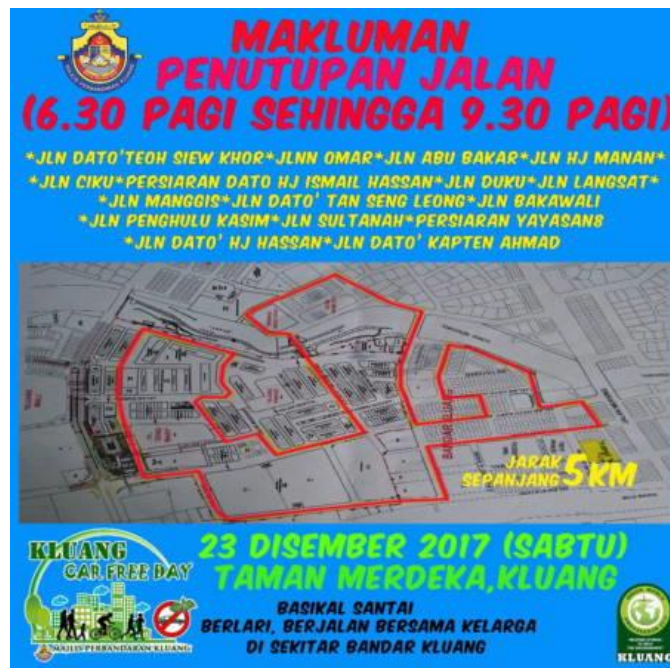 MAKLUMAN
PENUTUPAN JALAN
(6.30 PAGI SEHINGGA 9.30 PAGI)
*JLN DATO'TEOH SIEW KHOR*JLNN OMAR*JLN ABU BAKAR*JLN HJ MANAN*
*JLN CIKU*PERSIARAN DATO HJ ISMAIL HASSAN*JLN DUKU*JLN LANGSAT*
*JLN MANGGIS*JLN DATO' TAN SENG LEONG*JLN BAKAWALI
*JLN PENGHULU KASIM*JLN SULTANAH*PERSIARAN YAYASAN8
*JLN DATO' HJ HASSAN*JLN DATO' KAPTEN AHMAD
BANDAR KLUANG
JARAK
SEPANJANG 5 KM
KLUANG
CAR FREE DAY
MAJLIS PERBANDARAN KLUANG
23 DISEMBER 2017 (SABTU)
TAMAN MERDEKA,KLUANG
BASIKAL SANTAI
BERLARI, BERJALAN BERSAMA KELARGA
DI SEKITAR BANDAR KLUANG
KLUANG